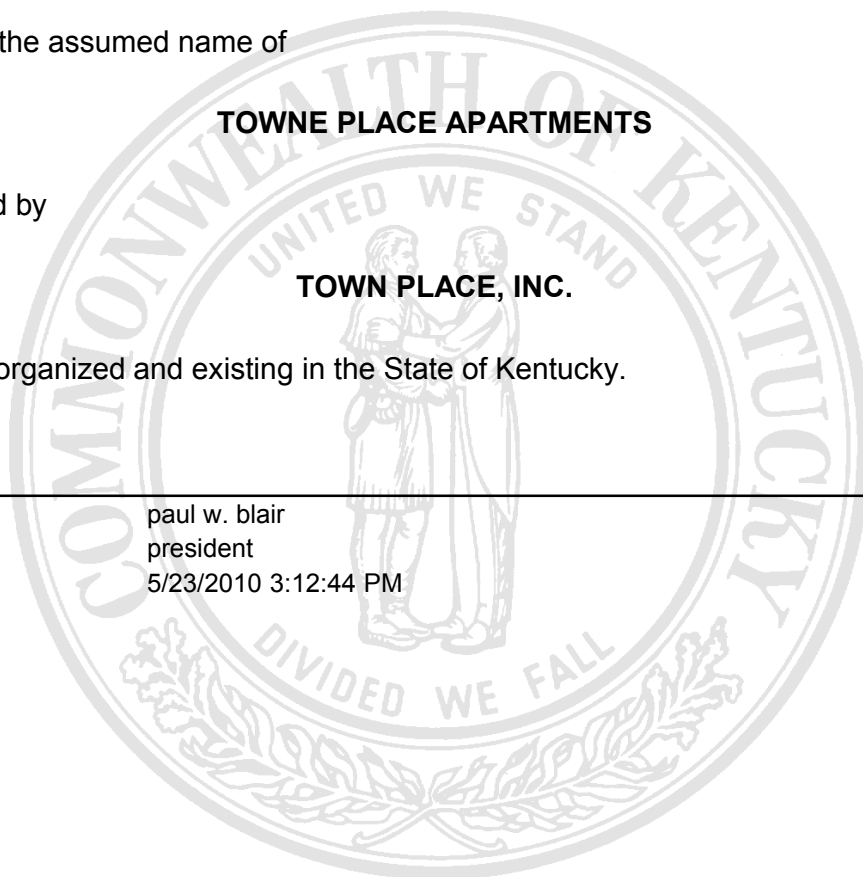 the assumed name of
TOWNE PLACE APARTMENTS
d by
TOWN PLACE, INC.
organized and existing in the State of Kentucky.
paul w. blair
president
5/23/2010 3:12:44 PM
COMMONWEALTH OF KENTUCKY
UNITED WE STAND
DIVIDED WE FALL